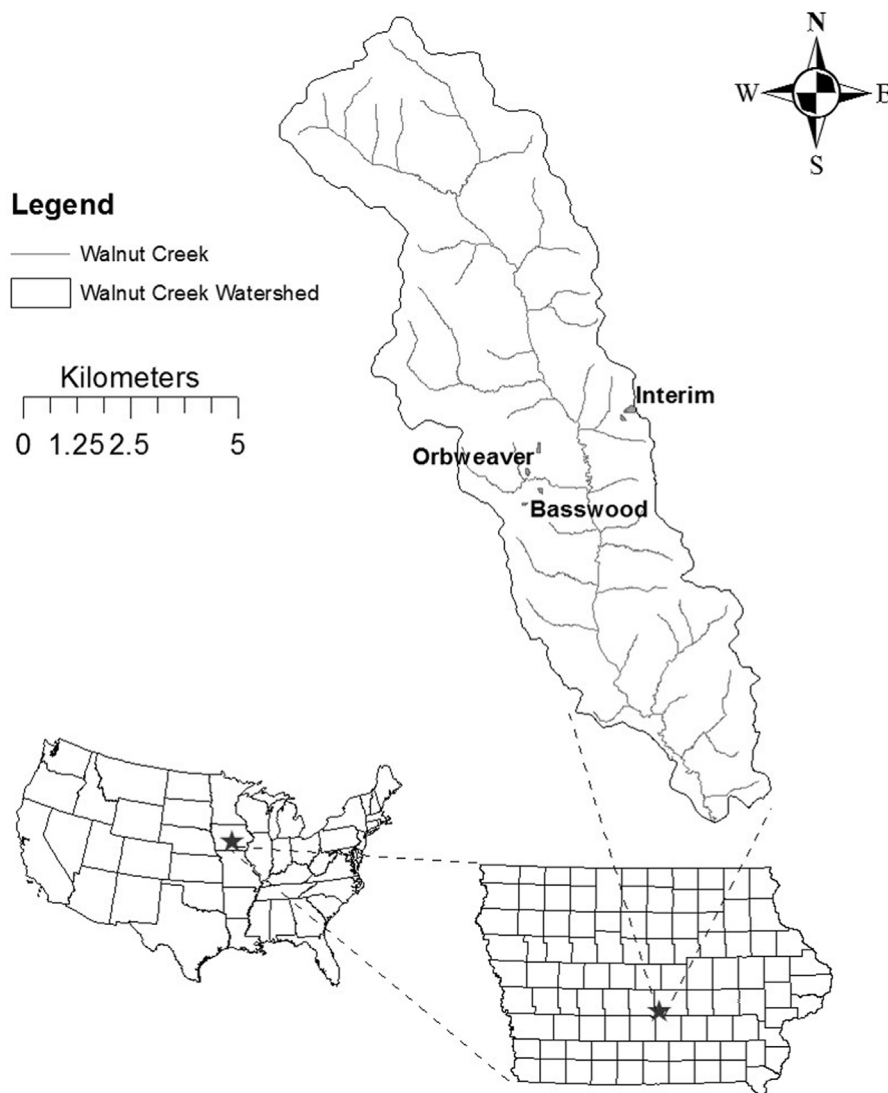 N
W E
S
Legend
Walnut Creek
Walnut Creek Watershed
Kilometers
0 1.25 2.5 5
Interim
Orbweaver
Basswood